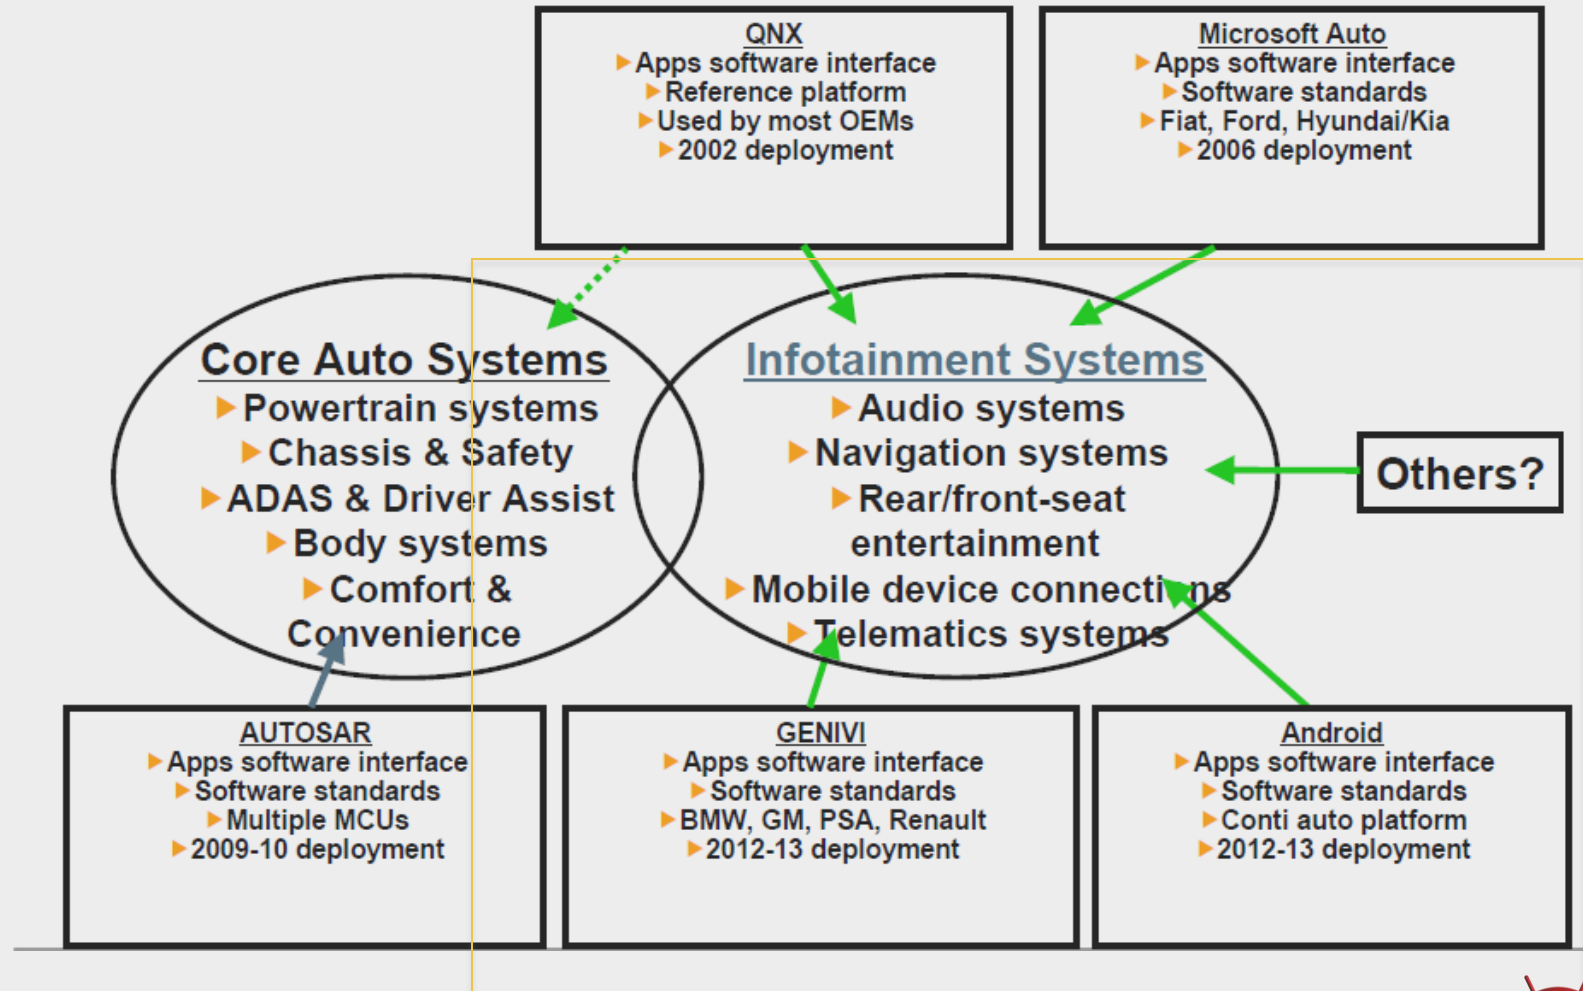 QNX
Apps software interface
Reference platform
Used by most OEMs
2002 deployment
Microsoft Auto
Apps software interface
Software standards
Fiat, Ford, Hyundai/Kia
2006 deployment
Core Auto Systems
Powertrain systems
Chassis & Safety
ADAS & Driver Assist
Body systems
Comfort &
Convenience
Infotainment Systems
Audio systems
Navigation systems
Rear/front-seat
entertainment
Mobile device connections
Telematics systems
Others?
AUTOSAR
Apps software interface
Software standards
Multiple MCUs
2009-10 deployment
GENIVI
Apps software interface
Software standards
BMW, GM, PSA, Renault
2012-13 deployment
Android
Apps software interface
Software standards
Conti auto platform
2012-13 deployment